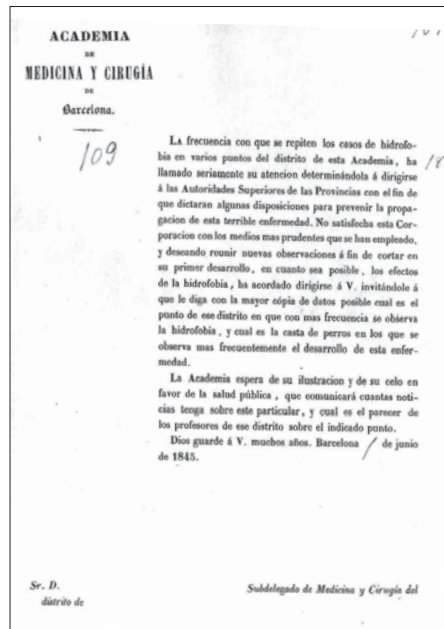 ACADEMIA
DE
MEDICINA Y CIRUGÍA
DE
Barcelona.
109
LA frecuencia con que se repiten los casos de hidrofo-
bia en varios puntos del distrito de esta Academia, ha
llamado seriamente su atencion determinándola á dirigirse
á las Autoridades Superiores de las Provincias con el fin de
que dictaran algunas disposiciones para prevenir la propa-
gacion de esta terrible enfermedad. No satisfecha esta Cor-
poracion con los medios mas prudentes que se han empleado,
y deseando reunir nuevas observaciones á fin de cortar en
su primer desarrollo, en cuanto sea posible, los efectos
de la hidrofobia, ha acordado dirigirse á V. invitándole á
que le diga con la mayor cópia de datos posible cual es el
punto de ese distrito en que con mas frecuencia se observa
la hidrofobia, y cual es la casta de perros en los que se
observa mas frecuentemente el desarrollo de esta enfer-
medad.
La Academia espera de su ilustracion y de su celo en
favor de la salud pública, que comunicará cuantas noti-
cias tenga sobre este particular, y cual es el parecer de
los profesores de ese distrito sobre el indicado punto.
Dios guarde á V. muchos años. Barcelona de junio
de 1845.
Sr. D. Subdelegado de Medicina y Cirugía del
distrito de